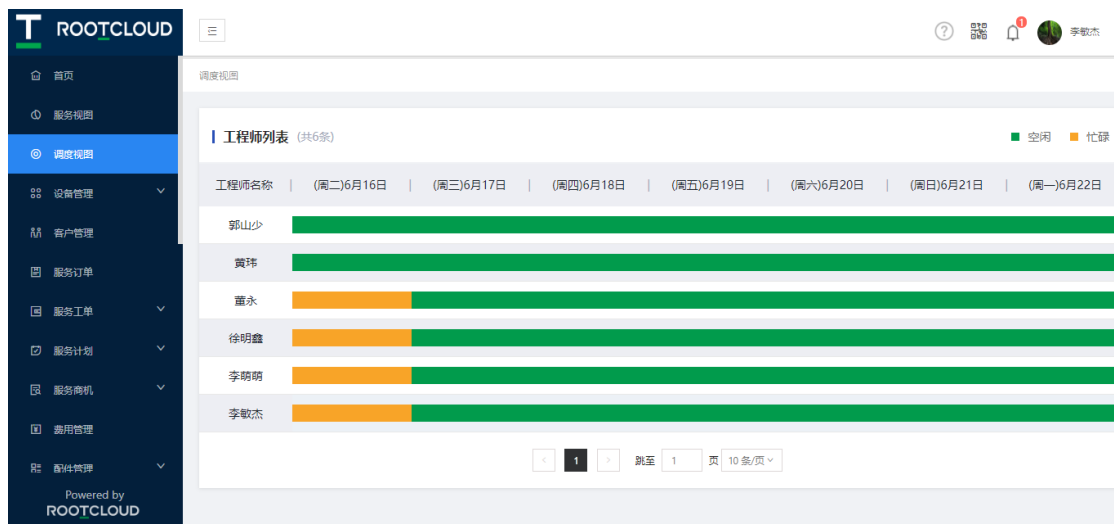 ROOTCLOUD
1
李敏杰
首页
服务视图
调度视图
设备管理
客户管理
服务订单
服务工单
服务计划
服务商机
费用管理
配件管理
Powered by
ROOTCLOUD
调度视图
工程师列表 (共6条)
空闲 忙碌
工程师名称 (周二)6月16日 (周三)6月17日 (周四)6月18日 (周五)6月19日 (周六)6月20日 (周日)6月21日 (周一)6月22日
郭山少
黄玮
董永
徐明鑫
李萌萌
李敏杰
< 1 > 跳至 1 页 10 条/页